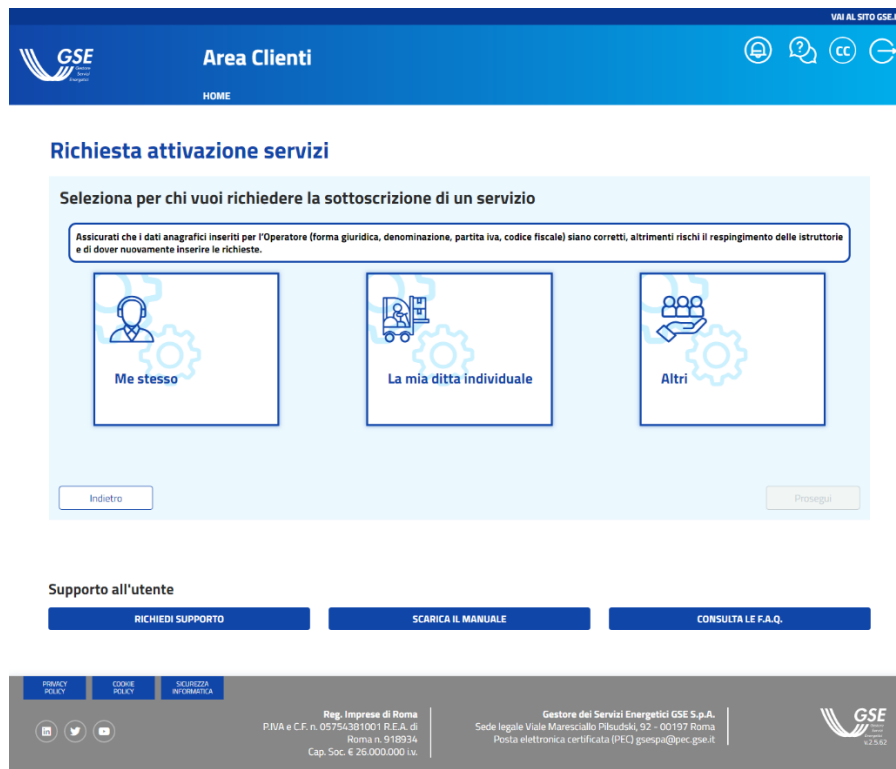 VAI AL SITO GSE.
GSE
Gestore
Servizi
Energetici
Area Clienti
CC
HOME
Richiesta attivazione servizi
Seleziona per chi vuoi richiedere la sottoscrizione di un servizio
Assicurati che i dati anagrafici inseriti per l'Operatore (forma giuridica, denominazione, partita iva, codice fiscale) siano corretti, altrimenti rischi il respingimento delle istruttorie
e di dover nuovamente inserire le richieste.
Me stesso
La mia ditta individuale
Altri
Indietro
Prosegui
Supporto all'utente
RICHIEDI SUPPORTO
SCARICA IL MANUALE
CONSULTA LE F.A.Q.
PRIVACY
POLICY
COOKIE
POLICY
SICUREZZA
INFORMATICA
Reg. Imprese di Roma
P.IVA e C.F. n. 05754381001 R.E.A. di
Roma n. 918934
Cap. Soc. € 26.000.000 i.v.
Gestore dei Servizi Energetici GSE S.p.A.
Sede legale Viale Maresciallo Pilsudski, 92 - 00197 Roma
Posta elettronica certificata (PEC) gsespa@pec.gse.it
GSE
v.2.5.62